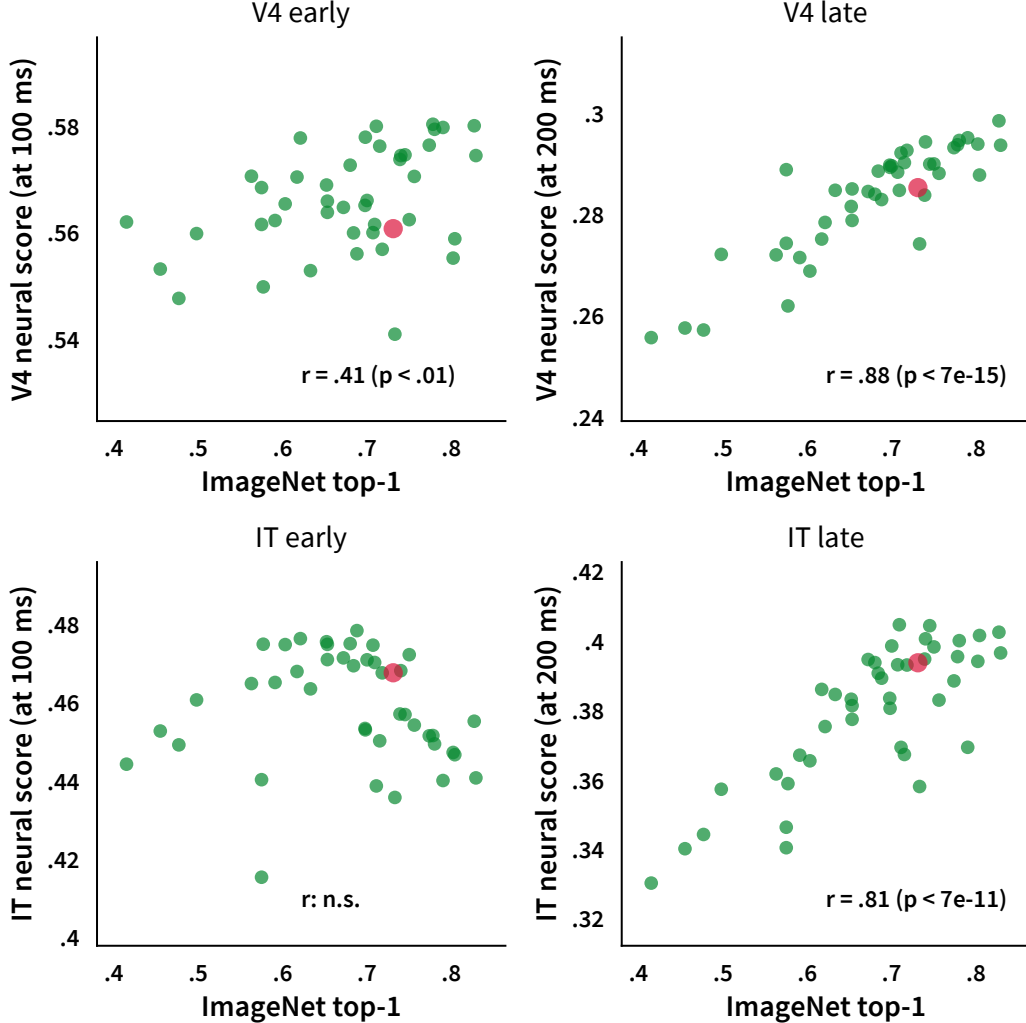 V4 early
V4 neural score (at 100 ms)
.58
.56
.54
r = .41 (p < .01)
.4 .5 .6 .7 .8
ImageNet top-1
V4 late
V4 neural score (at 200 ms)
.3
.28
.26
.24
r = .88 (p < 7e-15)
.4 .5 .6 .7 .8
ImageNet top-1
IT early
IT neural score (at 100 ms)
.48
.46
.44
.42
.4
r: n.s.
.4 .5 .6 .7 .8
ImageNet top-1
IT late
IT neural score (at 200 ms)
.42
.4
.38
.36
.34
.32
r = .81 (p < 7e-11)
.4 .5 .6 .7 .8
ImageNet top-1